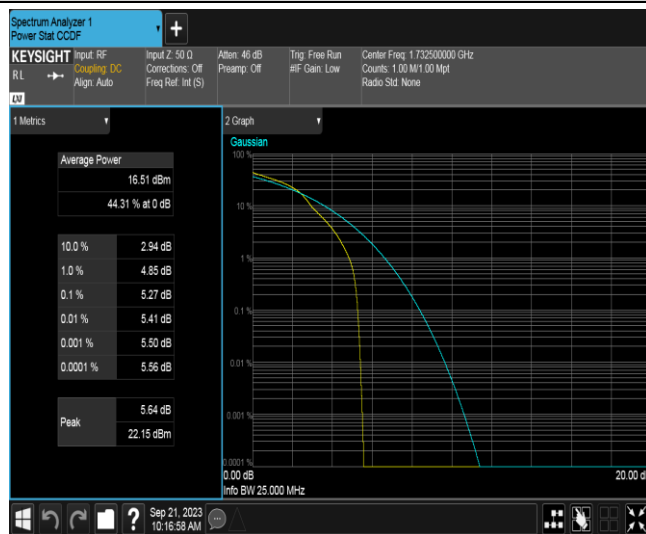 Spectrum Analyzer 1
Power Stat CCDF
+
KEYSIGHT
RL
LXI
Input: RF
Coupling: DC
Align: Auto
Input Z: 50 Ω
Corrections: Off
Freq Ref: Int (S)
Atten: 46 dB
Preamp: Off
Trig: Free Run
#IF Gain: Low
Center Freq: 1.732500000 GHz
Counts: 1.00 M/1.00 Mpt
Radio Std: None
1 Metrics
Average Power
16.51 dBm
44.31 % at 0 dB
10.0 % 2.94 dB
1.0 % 4.85 dB
0.1 % 5.27 dB
0.01 % 5.41 dB
0.001 % 5.50 dB
0.0001 % 5.56 dB
Peak
5.64 dB
22.15 dBm
2 Graph
Gaussian
100 %
10 %
1 %
0.1 %
0.01 %
0.001 %
0.0001 %
0.00 dB 20.00 d
Info BW 25.000 MHz
?
Sep 21, 2023
10:16:58 AM